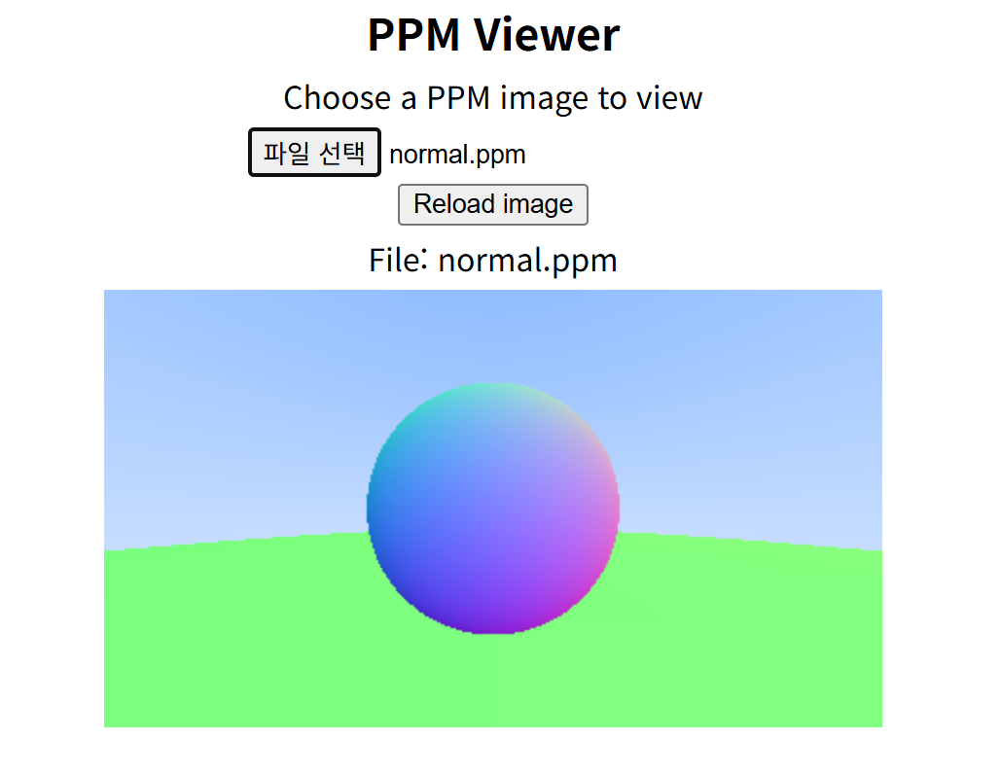 PPM Viewer
Choose a PPM image to view
파일 선택 normal.ppm
Reload image
File: normal.ppm